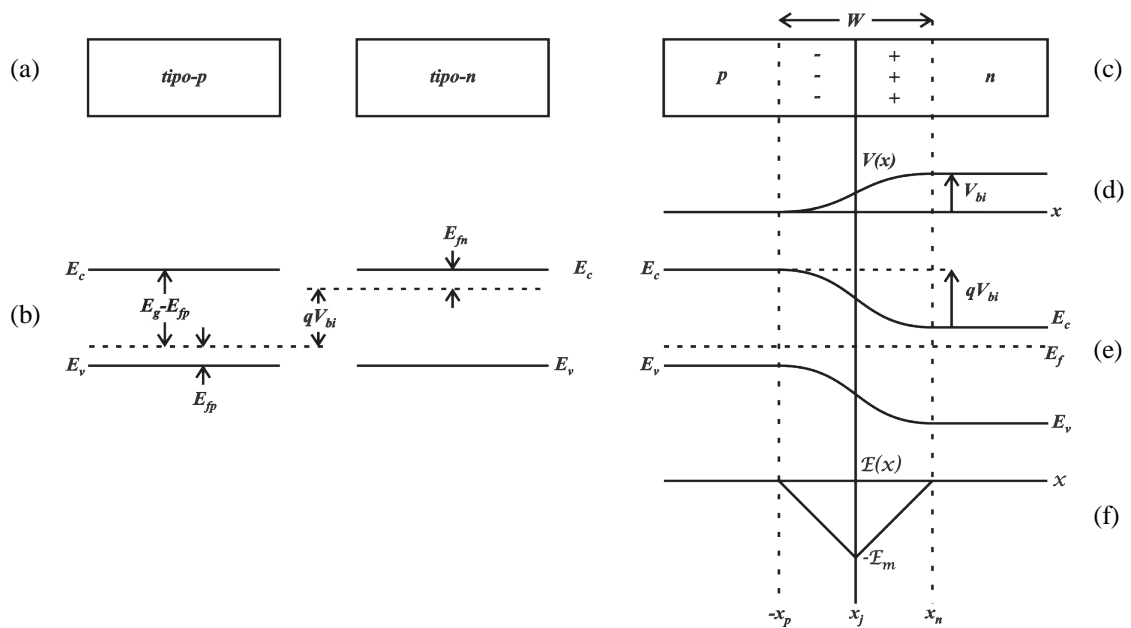 (a)
tipo-p
tipo-n
W
p
- +
- +
- +
n
(c)
V(x)
V_bi
x
(d)
(b)
E_c
E_g-E_fp
E_v
E_fp
qV_bi
E_fn
E_c
E_v
E_c
qV_bi
E_c
E_f
E_v
E_v
(e)
Ɛ(x)
x
-Ɛ_m
(f)
-x_p
x_j
x_n